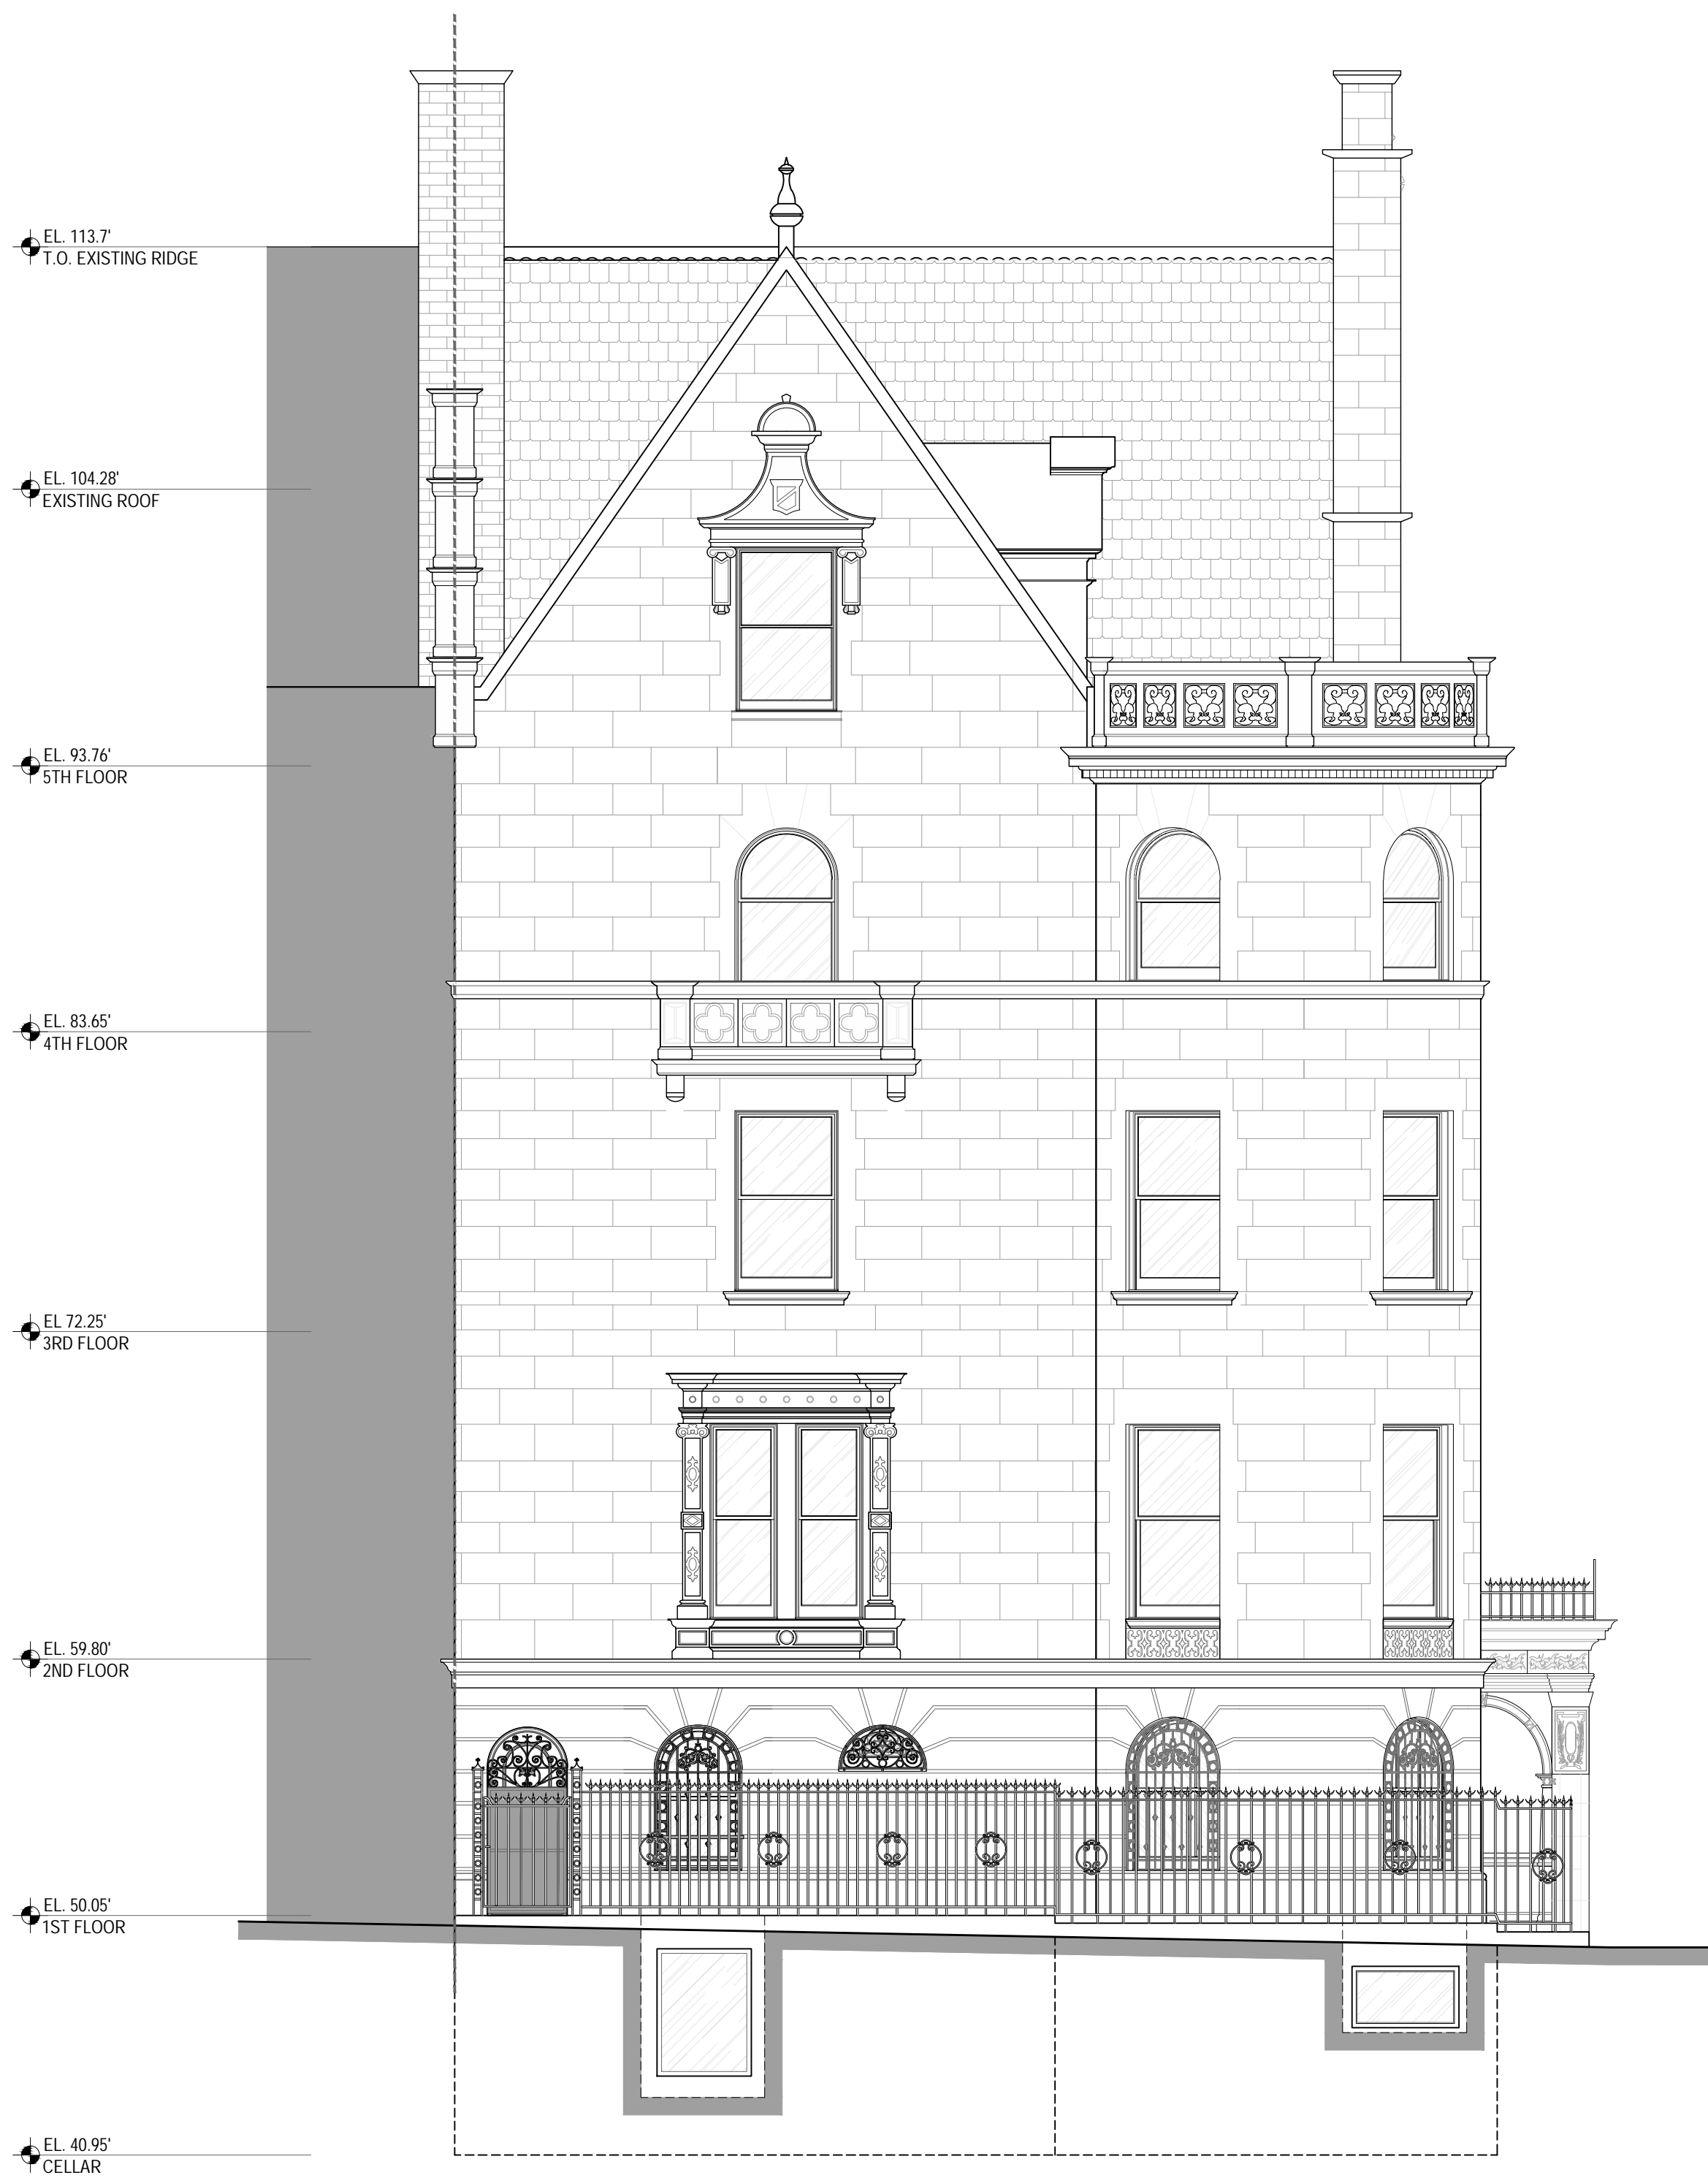 EL. 113.7'
T.O. EXISTING RIDGE
EL. 104.28'
EXISTING ROOF
EL. 93.76'
5TH FLOOR
EL. 83.65'
4TH FLOOR
EL 72.25'
3RD FLOOR
EL. 59.80'
2ND FLOOR
EL. 50.05'
1ST FLOOR
EL. 40.95'
CELLAR